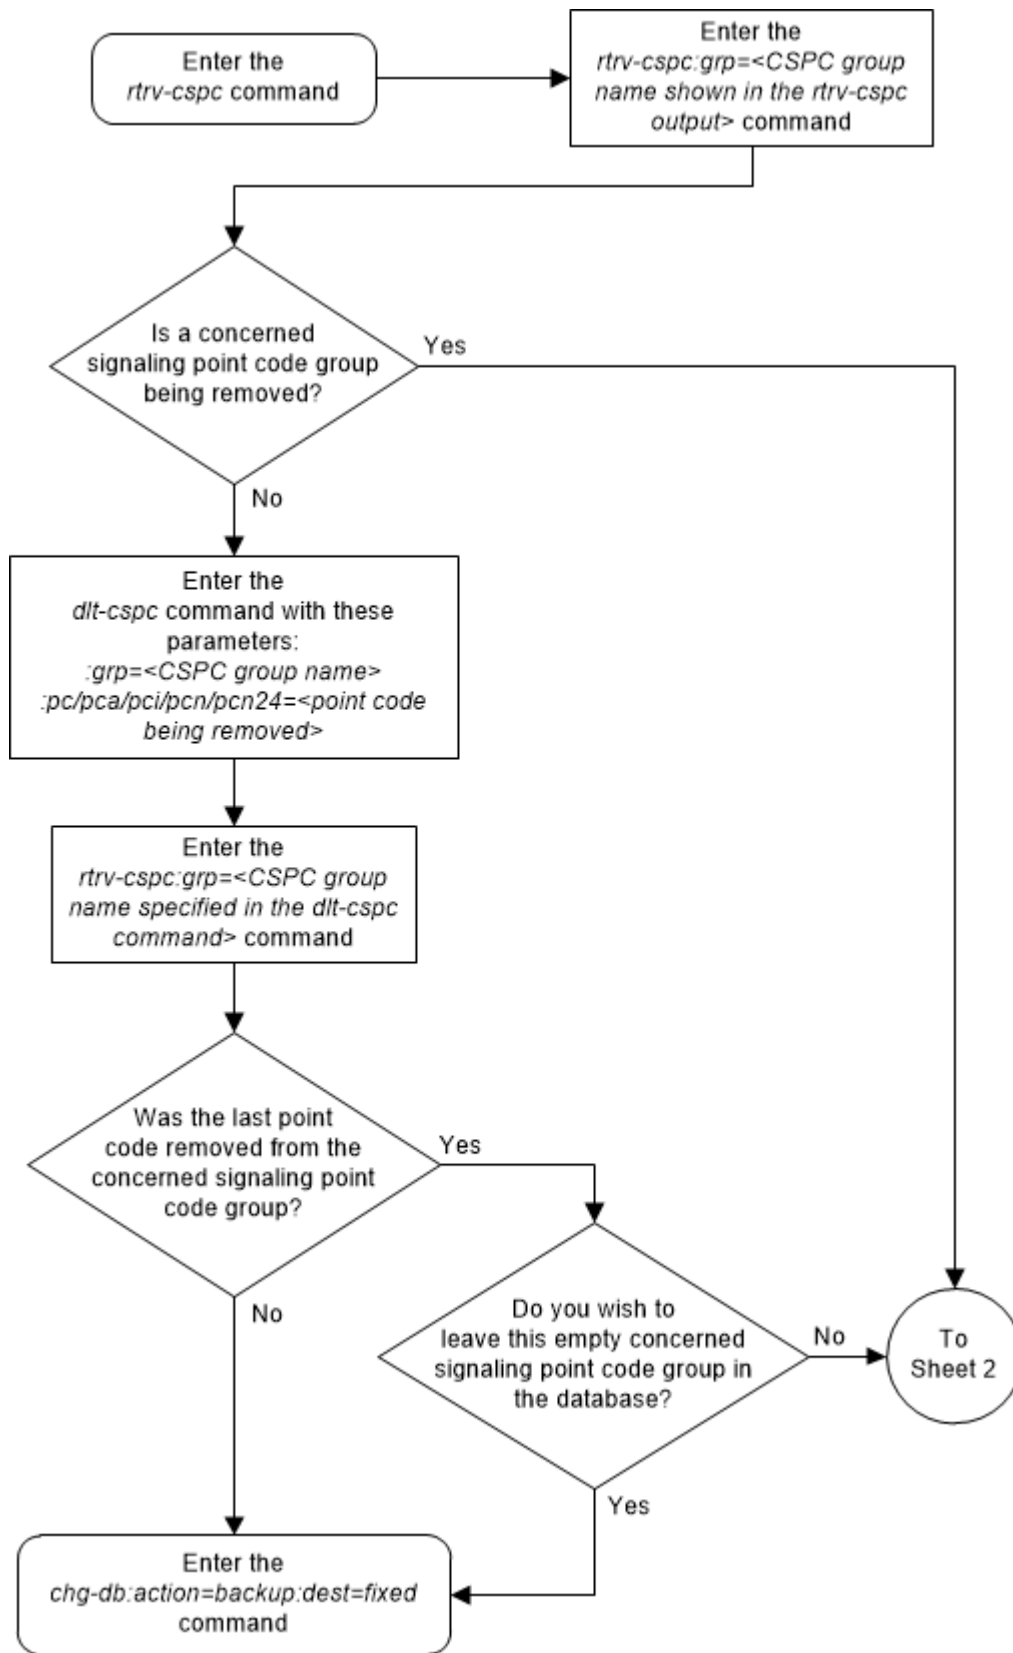 Enter the
rtrv-cspc command
Enter the
rtrv-cspc:grp=<CSPC group
name shown in the rtrv-cspc
output> command
Is a concerned
signaling point code group
being removed?
Yes
No
Enter the
dlt-cspc command with these
parameters:
:grp=<CSPC group name>
:pc/pca/pci/pcn/pcn24=<point code
being removed>
Enter the
rtrv-cspc:grp=<CSPC group
name specified in the dlt-cspc
command> command
Was the last point
code removed from the
concerned signaling point
code group?
Yes
No
Do you wish to
leave this empty concerned
signaling point code group in
the database?
No
Yes
To
Sheet 2
Enter the
chg-db:action=backup:dest=fixed
command